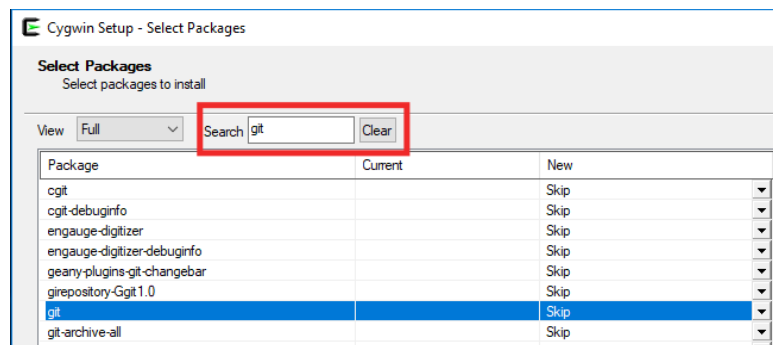 Cygwin Setup - Select Packages
Select Packages
Select packages to install
View Full Search git Clear
Package Current New
cgit Skip
cgit-debuginfo Skip
engauge-digitizer Skip
engauge-digitizer-debuginfo Skip
geany-plugins-git-changebar Skip
girepository-Ggit1.0 Skip
git Skip
git-archive-all Skip